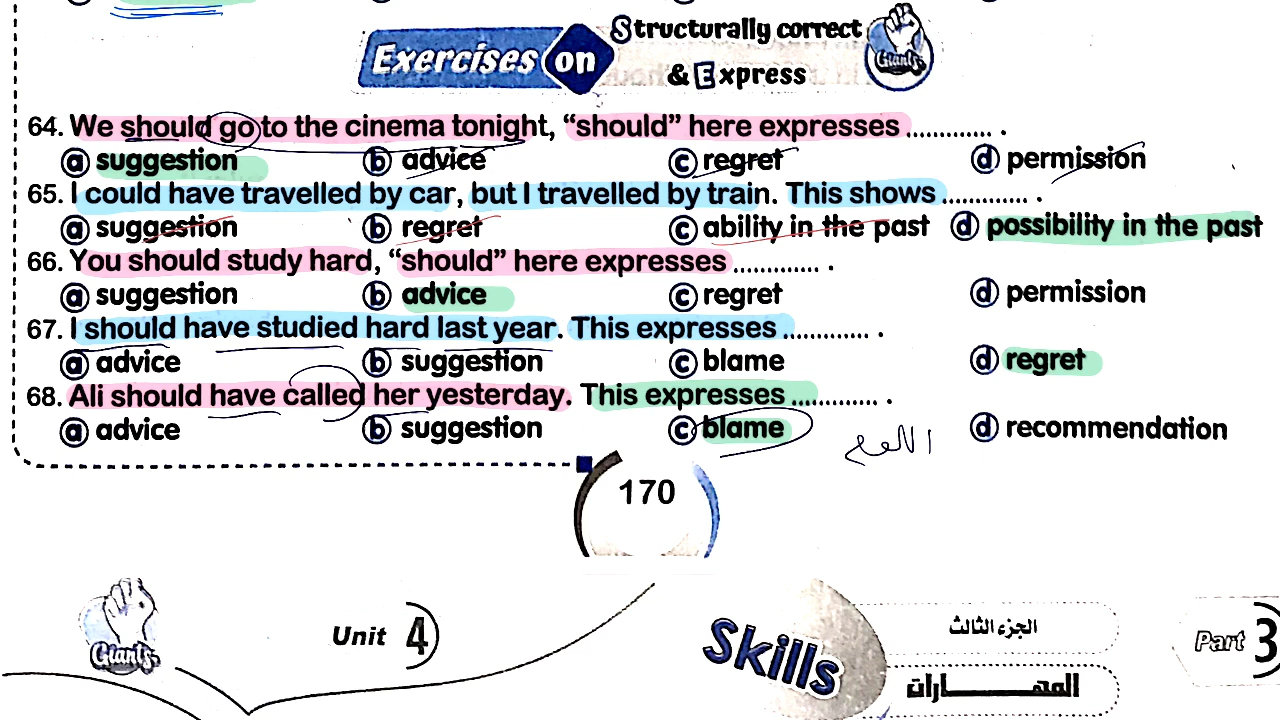 Structurally correct
Exercises on
& Express
Giants
64. We should go to the cinema tonight, “should” here expresses ............. .
a suggestion b advice c regret d permission
65. I could have travelled by car, but I travelled by train. This shows ............. .
a suggestion b regret c ability in the past d possibility in the past
66. You should study hard, “should” here expresses ............. .
a suggestion b advice c regret d permission
67. I should have studied hard last year. This expresses ............. .
a advice b suggestion c blame d regret
68. Ali should have called her yesterday. This expresses ............. .
a advice b suggestion c blame d recommendation
170
Giants
Unit 4
Skills
الجزء الثالث
المهـــــــــارات
Part 3